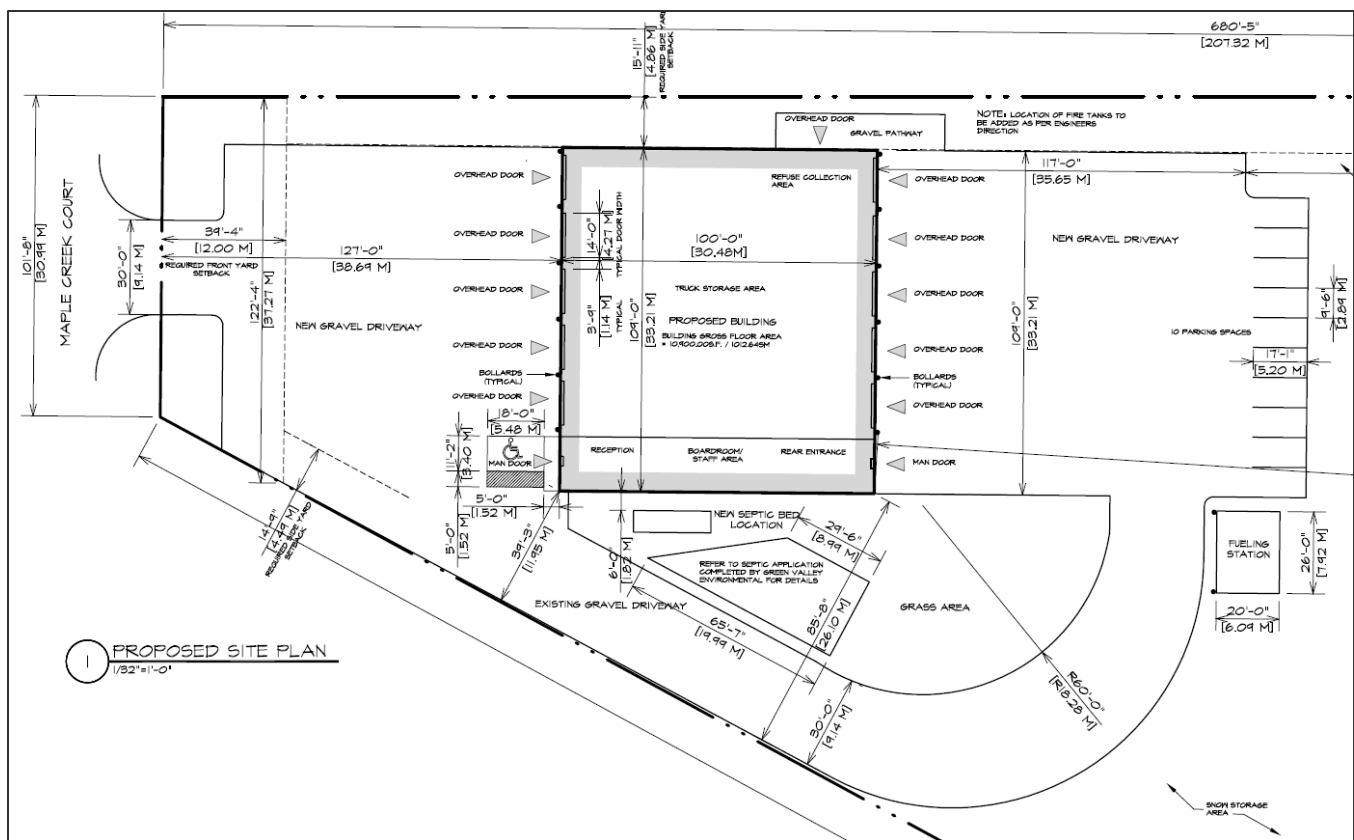 680'-5"
[207.32 M]
15'-11"
[4.86 M]
REQUIRED SIDE YARD
SETBACK
NOTE: LOCATION OF FIRE TANKS TO
BE ADDED AS PER ENGINEERS
DIRECTION
OVERHEAD DOOR
GRAVEL PATHWAY
117'-0"
[35.65 M]
OVERHEAD DOOR
REFUSE COLLECTION
AREA
OVERHEAD DOOR
MAPLE CREEK COURT
101'-8"
[30.99 M]
30'-0"
[9.14 M]
39'-4"
[12.00 M]
REQUIRED FRONT YARD
SETBACK
127'-0"
[38.69 M]
122'-4"
[37.27 M]
OVERHEAD DOOR
14'-0"
[4.27 M]
TYPICAL DOOR WIDTH
100'-0"
[30.48M]
OVERHEAD DOOR
NEW GRAVEL DRIVEWAY
OVERHEAD DOOR
3'-9"
[1.14 M]
TYPICAL
109'-0"
[33.21 M]
TRUCK STORAGE AREA
OVERHEAD DOOR
109'-0"
[33.21 M]
9'-6"
[2.89 M]
NEW GRAVEL DRIVEWAY
PROPOSED BUILDING
BUILDING GROSS FLOOR AREA
= 10,900.00S.F. / 1012.64SM
10 PARKING SPACES
17'-1"
[5.20 M]
OVERHEAD DOOR
OVERHEAD DOOR
BOLLARDS
(TYPICAL)
BOLLARDS
(TYPICAL)
OVERHEAD DOOR
OVERHEAD DOOR
18'-0"
[5.48 M]
11'-2"
[3.40 M]
MAN DOOR
RECEPTION
BOARDROOM/
STAFF AREA
REAR ENTRANCE
MAN DOOR
14'-9"
[4.49 M]
REQUIRED SIDE YARD
SETBACK
5'-0"
[1.52 M]
5'-0"
[1.52 M]
39'-3"
[11.95 M]
6'-0"
[1.82 M]
NEW SEPTIC BED
LOCATION
29'-6"
[8.99 M]
REFER TO SEPTIC APPLICATION
COMPLETED BY GREEN VALLEY
ENVIRONMENTAL FOR DETAILS
FUELING
STATION
26'-0"
[7.92 M]
20'-0"
[6.09 M]
EXISTING GRAVEL DRIVEWAY
GRASS AREA
65'-7"
[19.99 M]
85'-8"
[26.10 M]
R60'-0"
[R18.28 M]
30'-0"
[9.14 M]
1
PROPOSED SITE PLAN
1/32"=1'-0"
SNOW STORAGE
AREA